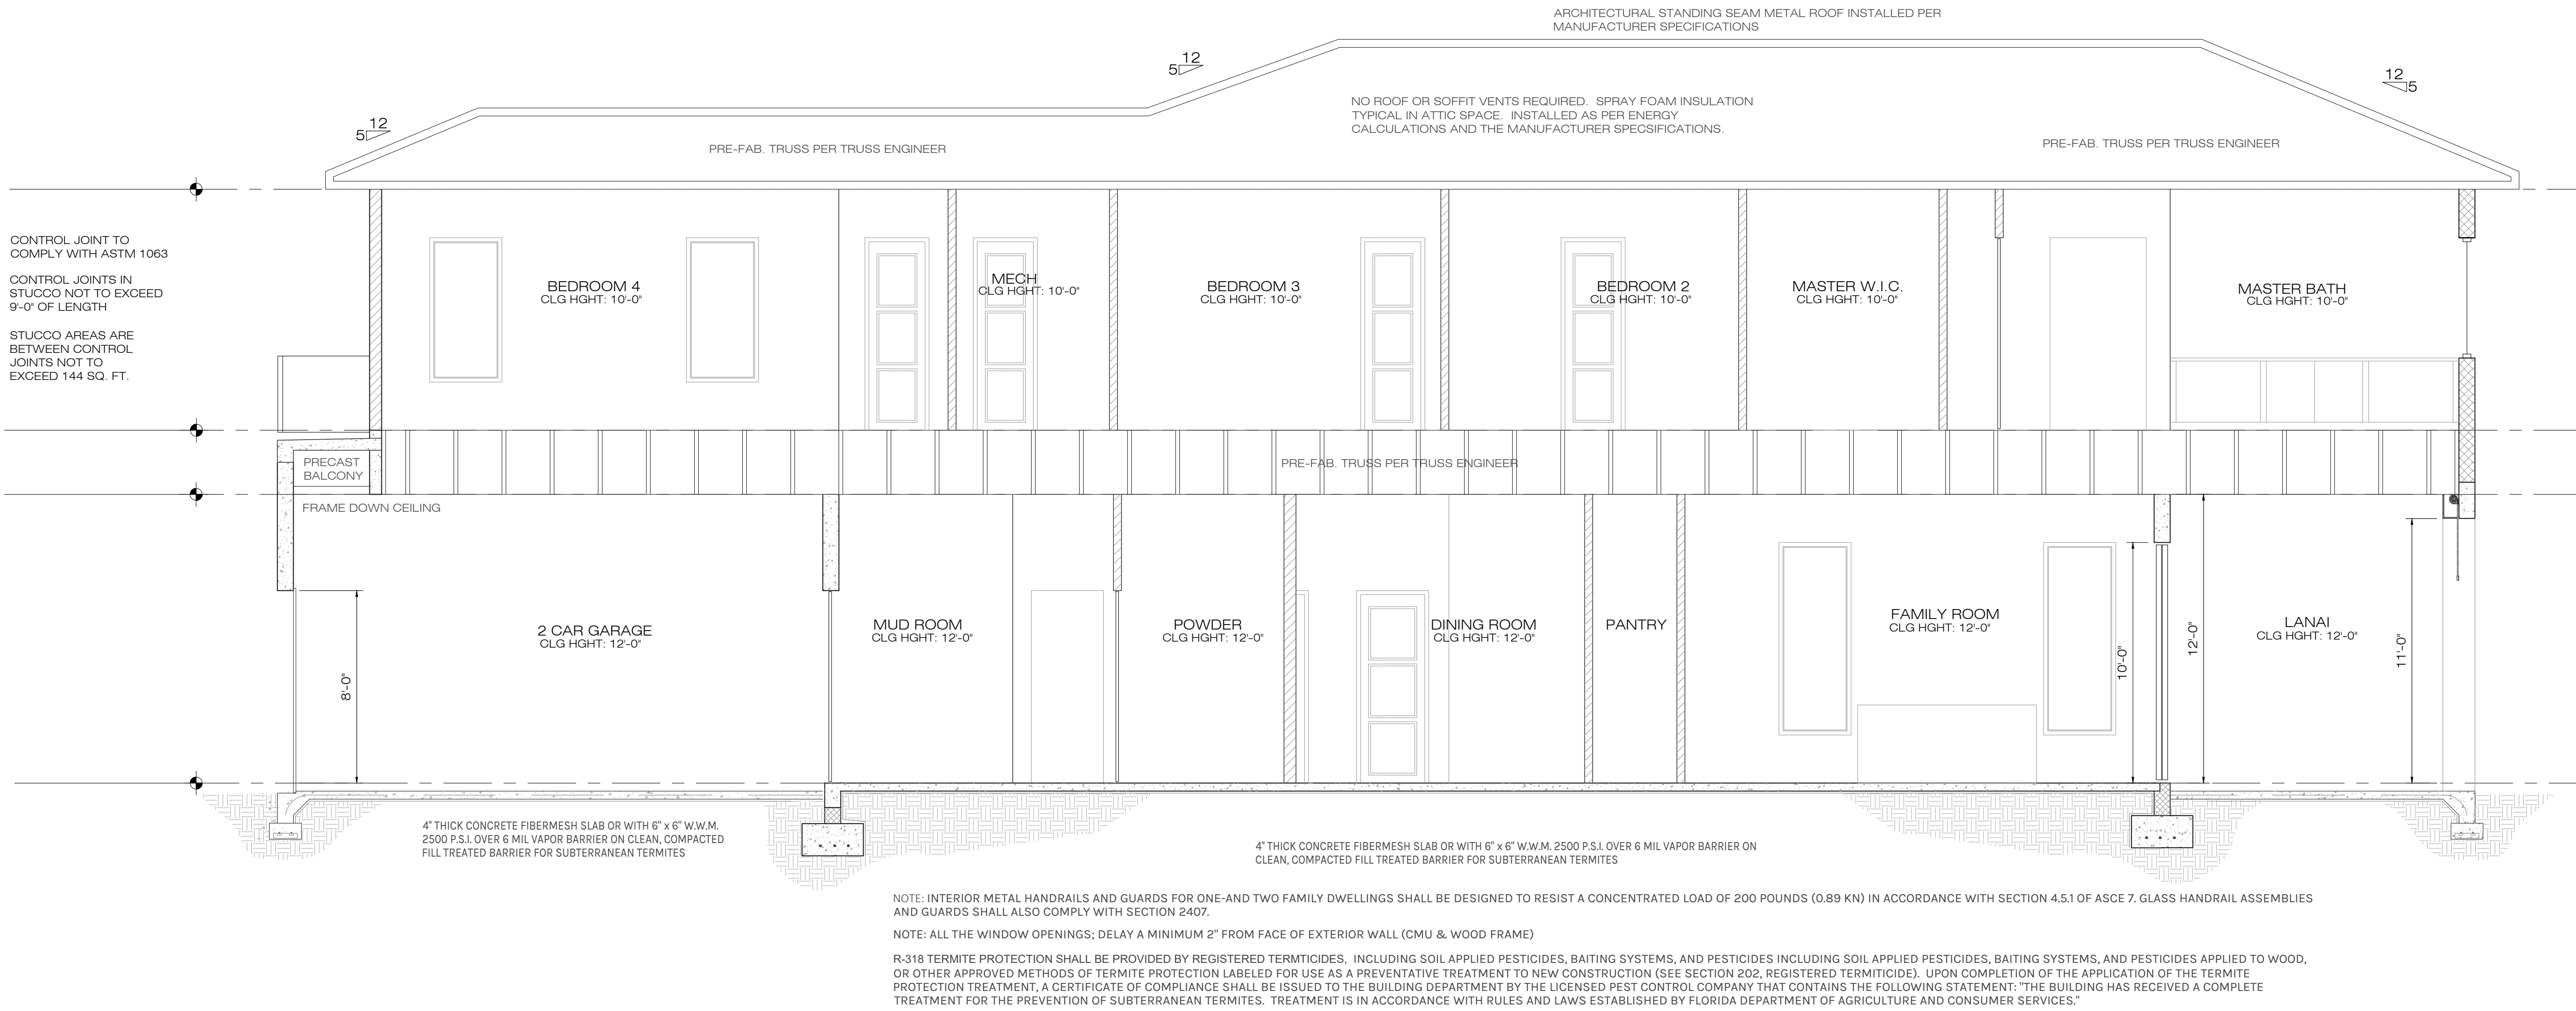 ARCHITECTURAL STANDING SEAM METAL ROOF INSTALLED PER
MANUFACTURER SPECIFICATIONS
12
5
12
5
12
5
NO ROOF OR SOFFIT VENTS REQUIRED. SPRAY FOAM INSULATION
TYPICAL IN ATTIC SPACE. INSTALLED AS PER ENERGY
CALCULATIONS AND THE MANUFACTURER SPECSIFICATIONS.
PRE-FAB. TRUSS PER TRUSS ENGINEER
PRE-FAB. TRUSS PER TRUSS ENGINEER
CONTROL JOINT TO
COMPLY WITH ASTM 1063
CONTROL JOINTS IN
STUCCO NOT TO EXCEED
9'-0" OF LENGTH
STUCCO AREAS ARE
BETWEEN CONTROL
JOINTS NOT TO
EXCEED 144 SQ. FT.
BEDROOM 4
CLG HGHT: 10'-0"
MECH
CLG HGHT: 10'-0"
BEDROOM 3
CLG HGHT: 10'-0"
BEDROOM 2
CLG HGHT: 10'-0"
MASTER W.I.C.
CLG HGHT: 10'-0"
MASTER BATH
CLG HGHT: 10'-0"
PRECAST
BALCONY
PRE-FAB. TRUSS PER TRUSS ENGINEER
FRAME DOWN CEILING
2 CAR GARAGE
CLG HGHT: 12'-0"
MUD ROOM
CLG HGHT: 12'-0"
POWDER
CLG HGHT: 12'-0"
DINING ROOM
CLG HGHT: 12'-0"
PANTRY
FAMILY ROOM
CLG HGHT: 12'-0"
LANAI
CLG HGHT: 12'-0"
8'-0"
10'-0"
12'-0"
11'-0"
4" THICK CONCRETE FIBERMESH SLAB OR WITH 6" x 6" W.W.M.
2500 P.S.I. OVER 6 MIL VAPOR BARRIER ON CLEAN, COMPACTED
FILL TREATED BARRIER FOR SUBTERRANEAN TERMITES
4" THICK CONCRETE FIBERMESH SLAB OR WITH 6" x 6" W.W.M. 2500 P.S.I. OVER 6 MIL VAPOR BARRIER ON
CLEAN, COMPACTED FILL TREATED BARRIER FOR SUBTERRANEAN TERMITES
NOTE: INTERIOR METAL HANDRAILS AND GUARDS FOR ONE-AND TWO FAMILY DWELLINGS SHALL BE DESIGNED TO RESIST A CONCENTRATED LOAD OF 200 POUNDS (0.89 KN) IN ACCORDANCE WITH SECTION 4.5.1 OF ASCE 7. GLASS HANDRAIL ASSEMBLIES
AND GUARDS SHALL ALSO COMPLY WITH SECTION 2407.
NOTE: ALL THE WINDOW OPENINGS; DELAY A MINIMUM 2" FROM FACE OF EXTERIOR WALL (CMU & WOOD FRAME)
R-318 TERMITE PROTECTION SHALL BE PROVIDED BY REGISTERED TERMTICIDES, INCLUDING SOIL APPLIED PESTICIDES, BAITING SYSTEMS, AND PESTICIDES INCLUDING SOIL APPLIED PESTICIDES, BAITING SYSTEMS, AND PESTICIDES APPLIED TO WOOD,
OR OTHER APPROVED METHODS OF TERMITE PROTECTION LABELED FOR USE AS A PREVENTATIVE TREATMENT TO NEW CONSTRUCTION (SEE SECTION 202, REGISTERED TERMITICIDE). UPON COMPLETION OF THE APPLICATION OF THE TERMITE
PROTECTION TREATMENT, A CERTIFICATE OF COMPLIANCE SHALL BE ISSUED TO THE BUILDING DEPARTMENT BY THE LICENSED PEST CONTROL COMPANY THAT CONTAINS THE FOLLOWING STATEMENT: "THE BUILDING HAS RECEIVED A COMPLETE
TREATMENT FOR THE PREVENTION OF SUBTERRANEAN TERMITES. TREATMENT IS IN ACCORDANCE WITH RULES AND LAWS ESTABLISHED BY FLORIDA DEPARTMENT OF AGRICULTURE AND CONSUMER SERVICES."